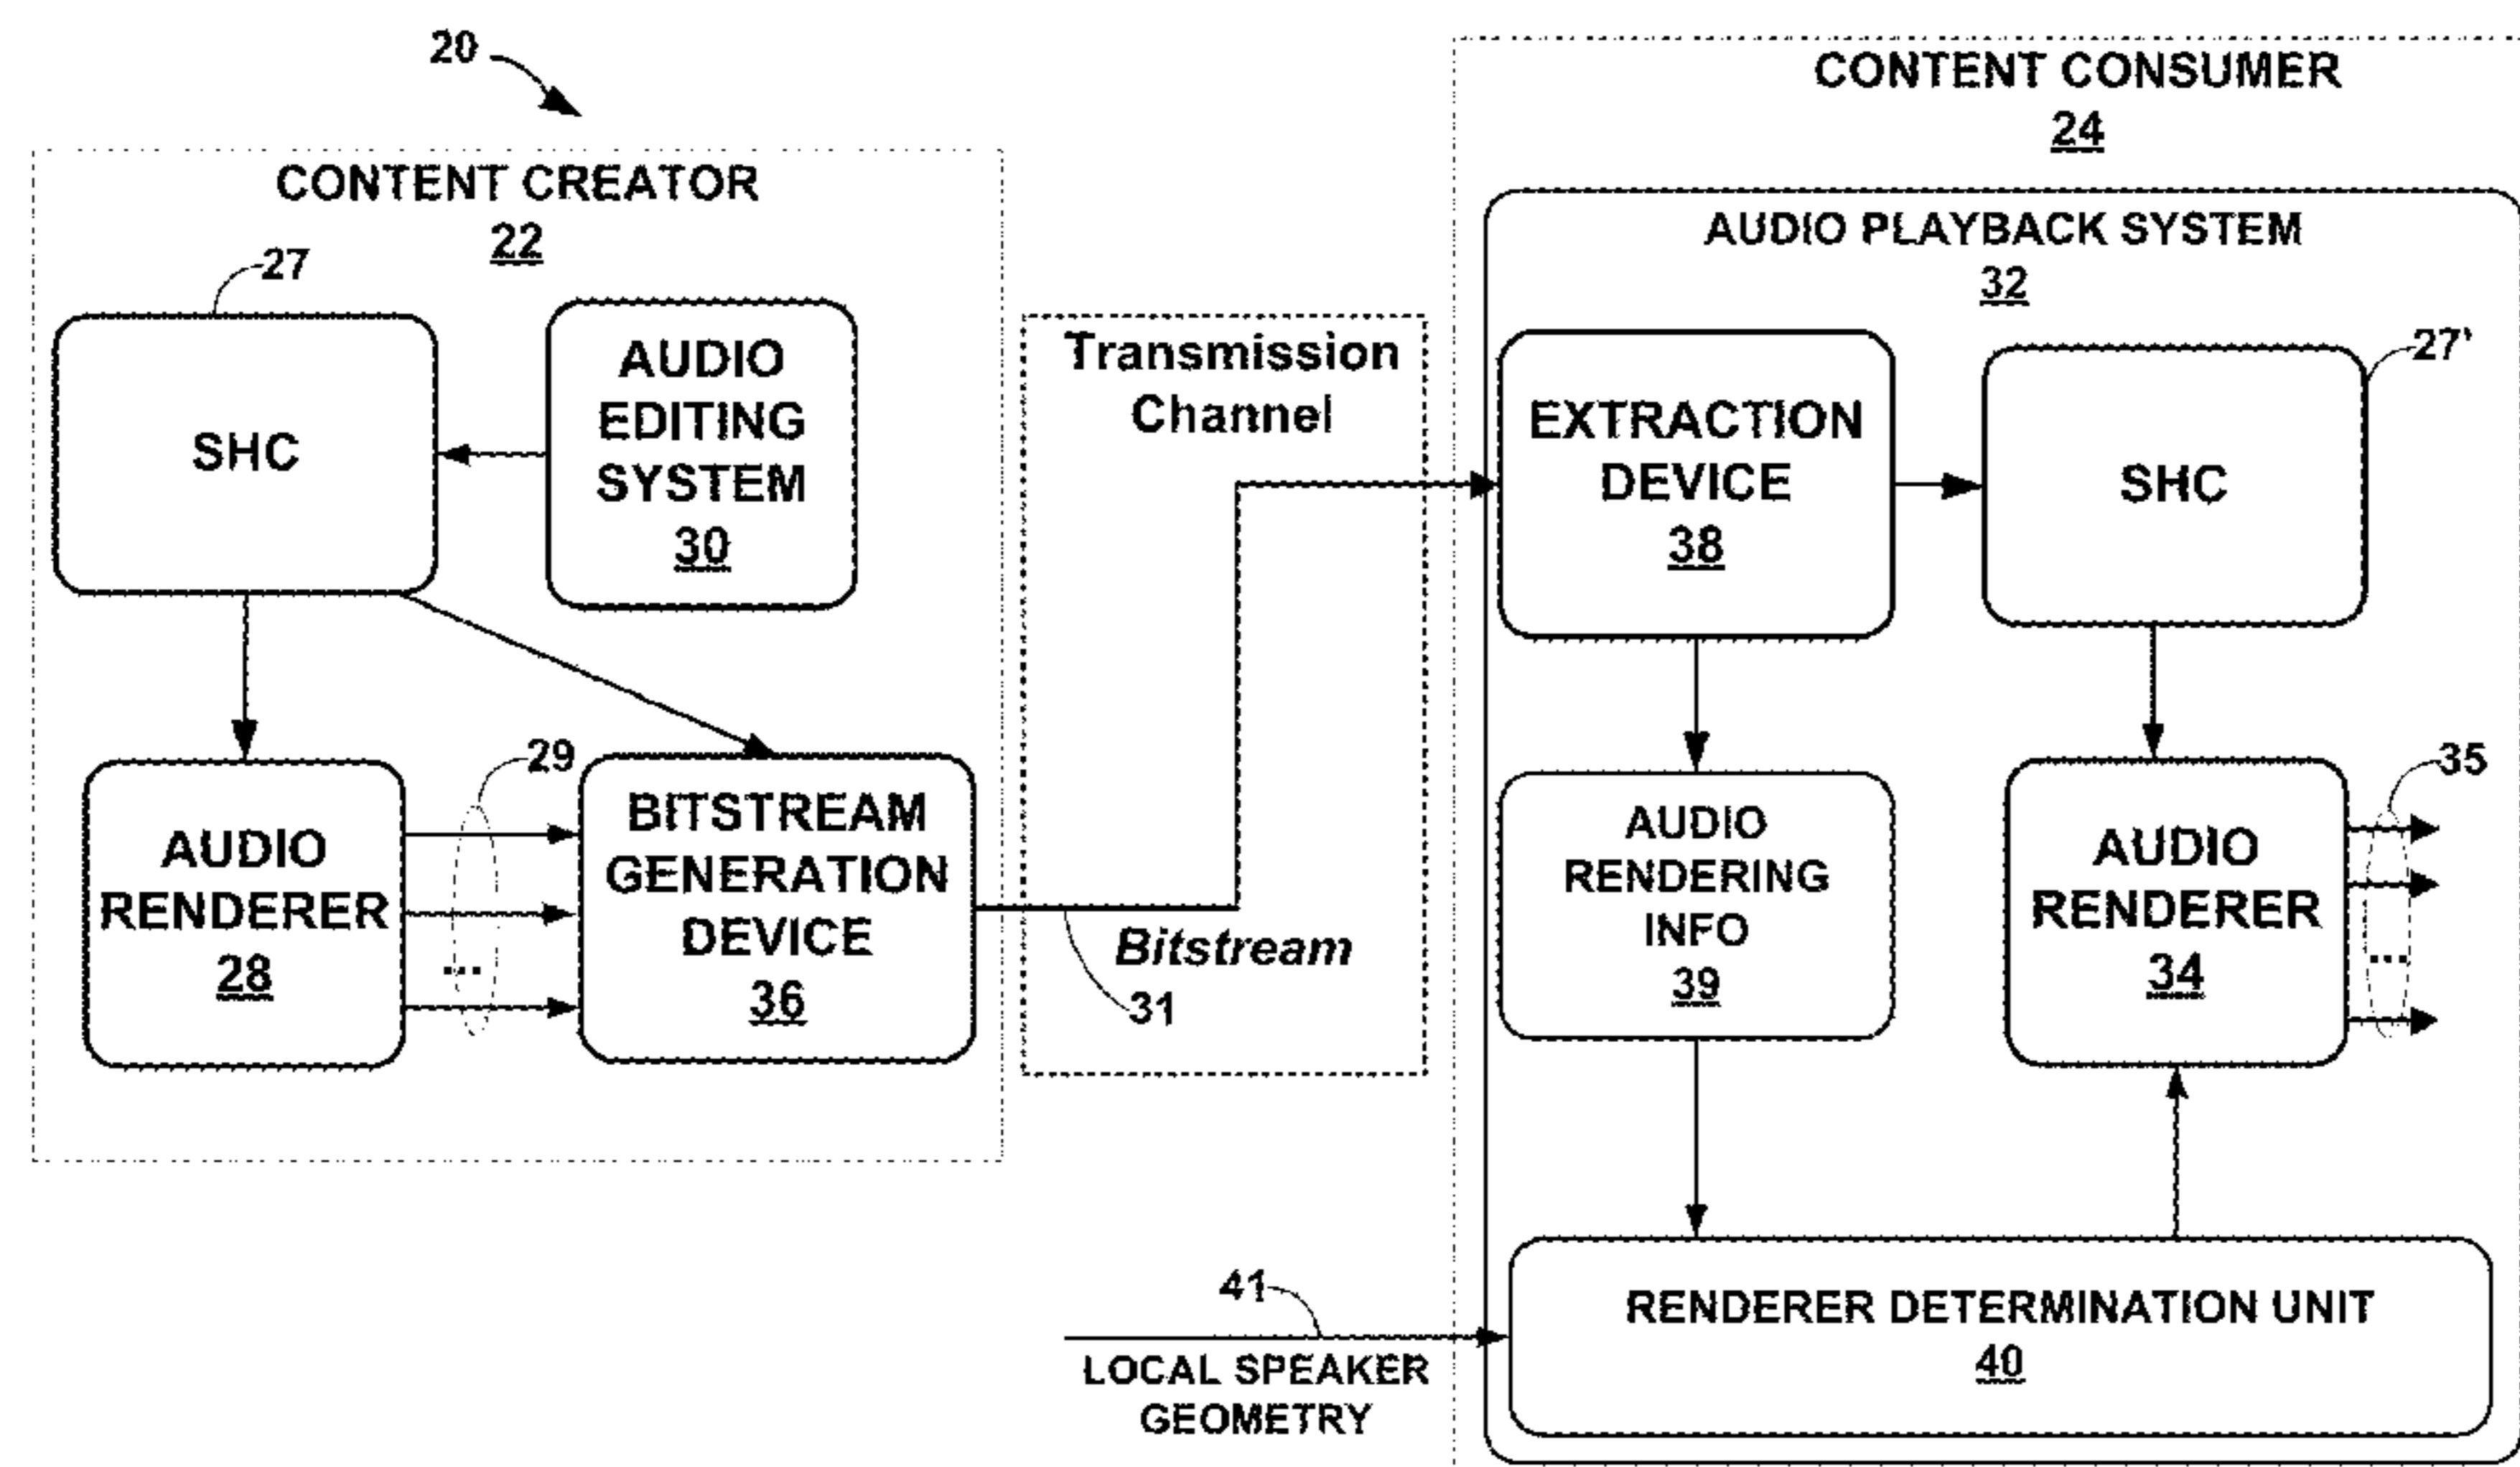 20
CONTENT CREATOR
22
27
SHC
AUDIO
EDITING
SYSTEM
30
AUDIO
RENDERER
28
29
...
BITSTREAM
GENERATION
DEVICE
36
Transmission
Channel
Bitstream
31
CONTENT CONSUMER
24
AUDIO PLAYBACK SYSTEM
32
EXTRACTION
DEVICE
38
27'
SHC
AUDIO
RENDERING
INFO
39
AUDIO
RENDERER
34
35
...
41
LOCAL SPEAKER
GEOMETRY
RENDERER DETERMINATION UNIT
40